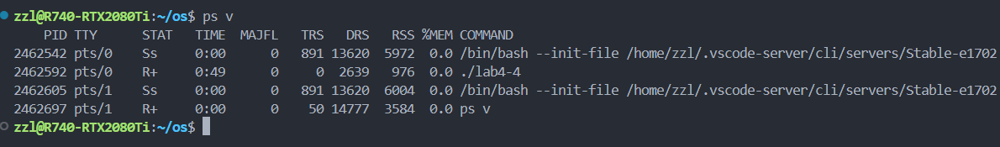 zzl@R740-RTX2080Ti:~/os$ ps v
PID TTY STAT TIME MAJFL TRS DRS RSS %MEM COMMAND
2462542 pts/0 Ss 0:00 0 891 13620 5972 0.0 /bin/bash --init-file /home/zzl/.vscode-server/cli/servers/Stable-e1702
2462592 pts/0 R+ 0:49 0 0 2639 976 0.0 ./lab4-4
2462605 pts/1 Ss 0:00 0 891 13620 6004 0.0 /bin/bash --init-file /home/zzl/.vscode-server/cli/servers/Stable-e1702
2462697 pts/1 R+ 0:00 0 50 14777 3584 0.0 ps v
zzl@R740-RTX2080Ti:~/os$